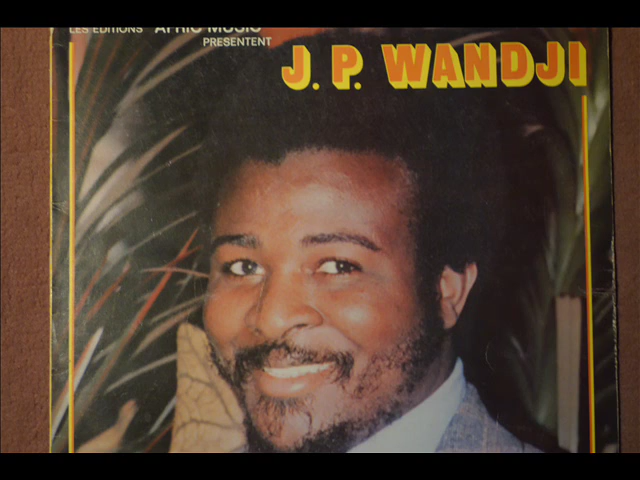 LES EDITIONS AFRIC MUSIC
PRESENTENT
J. P. WANDJI